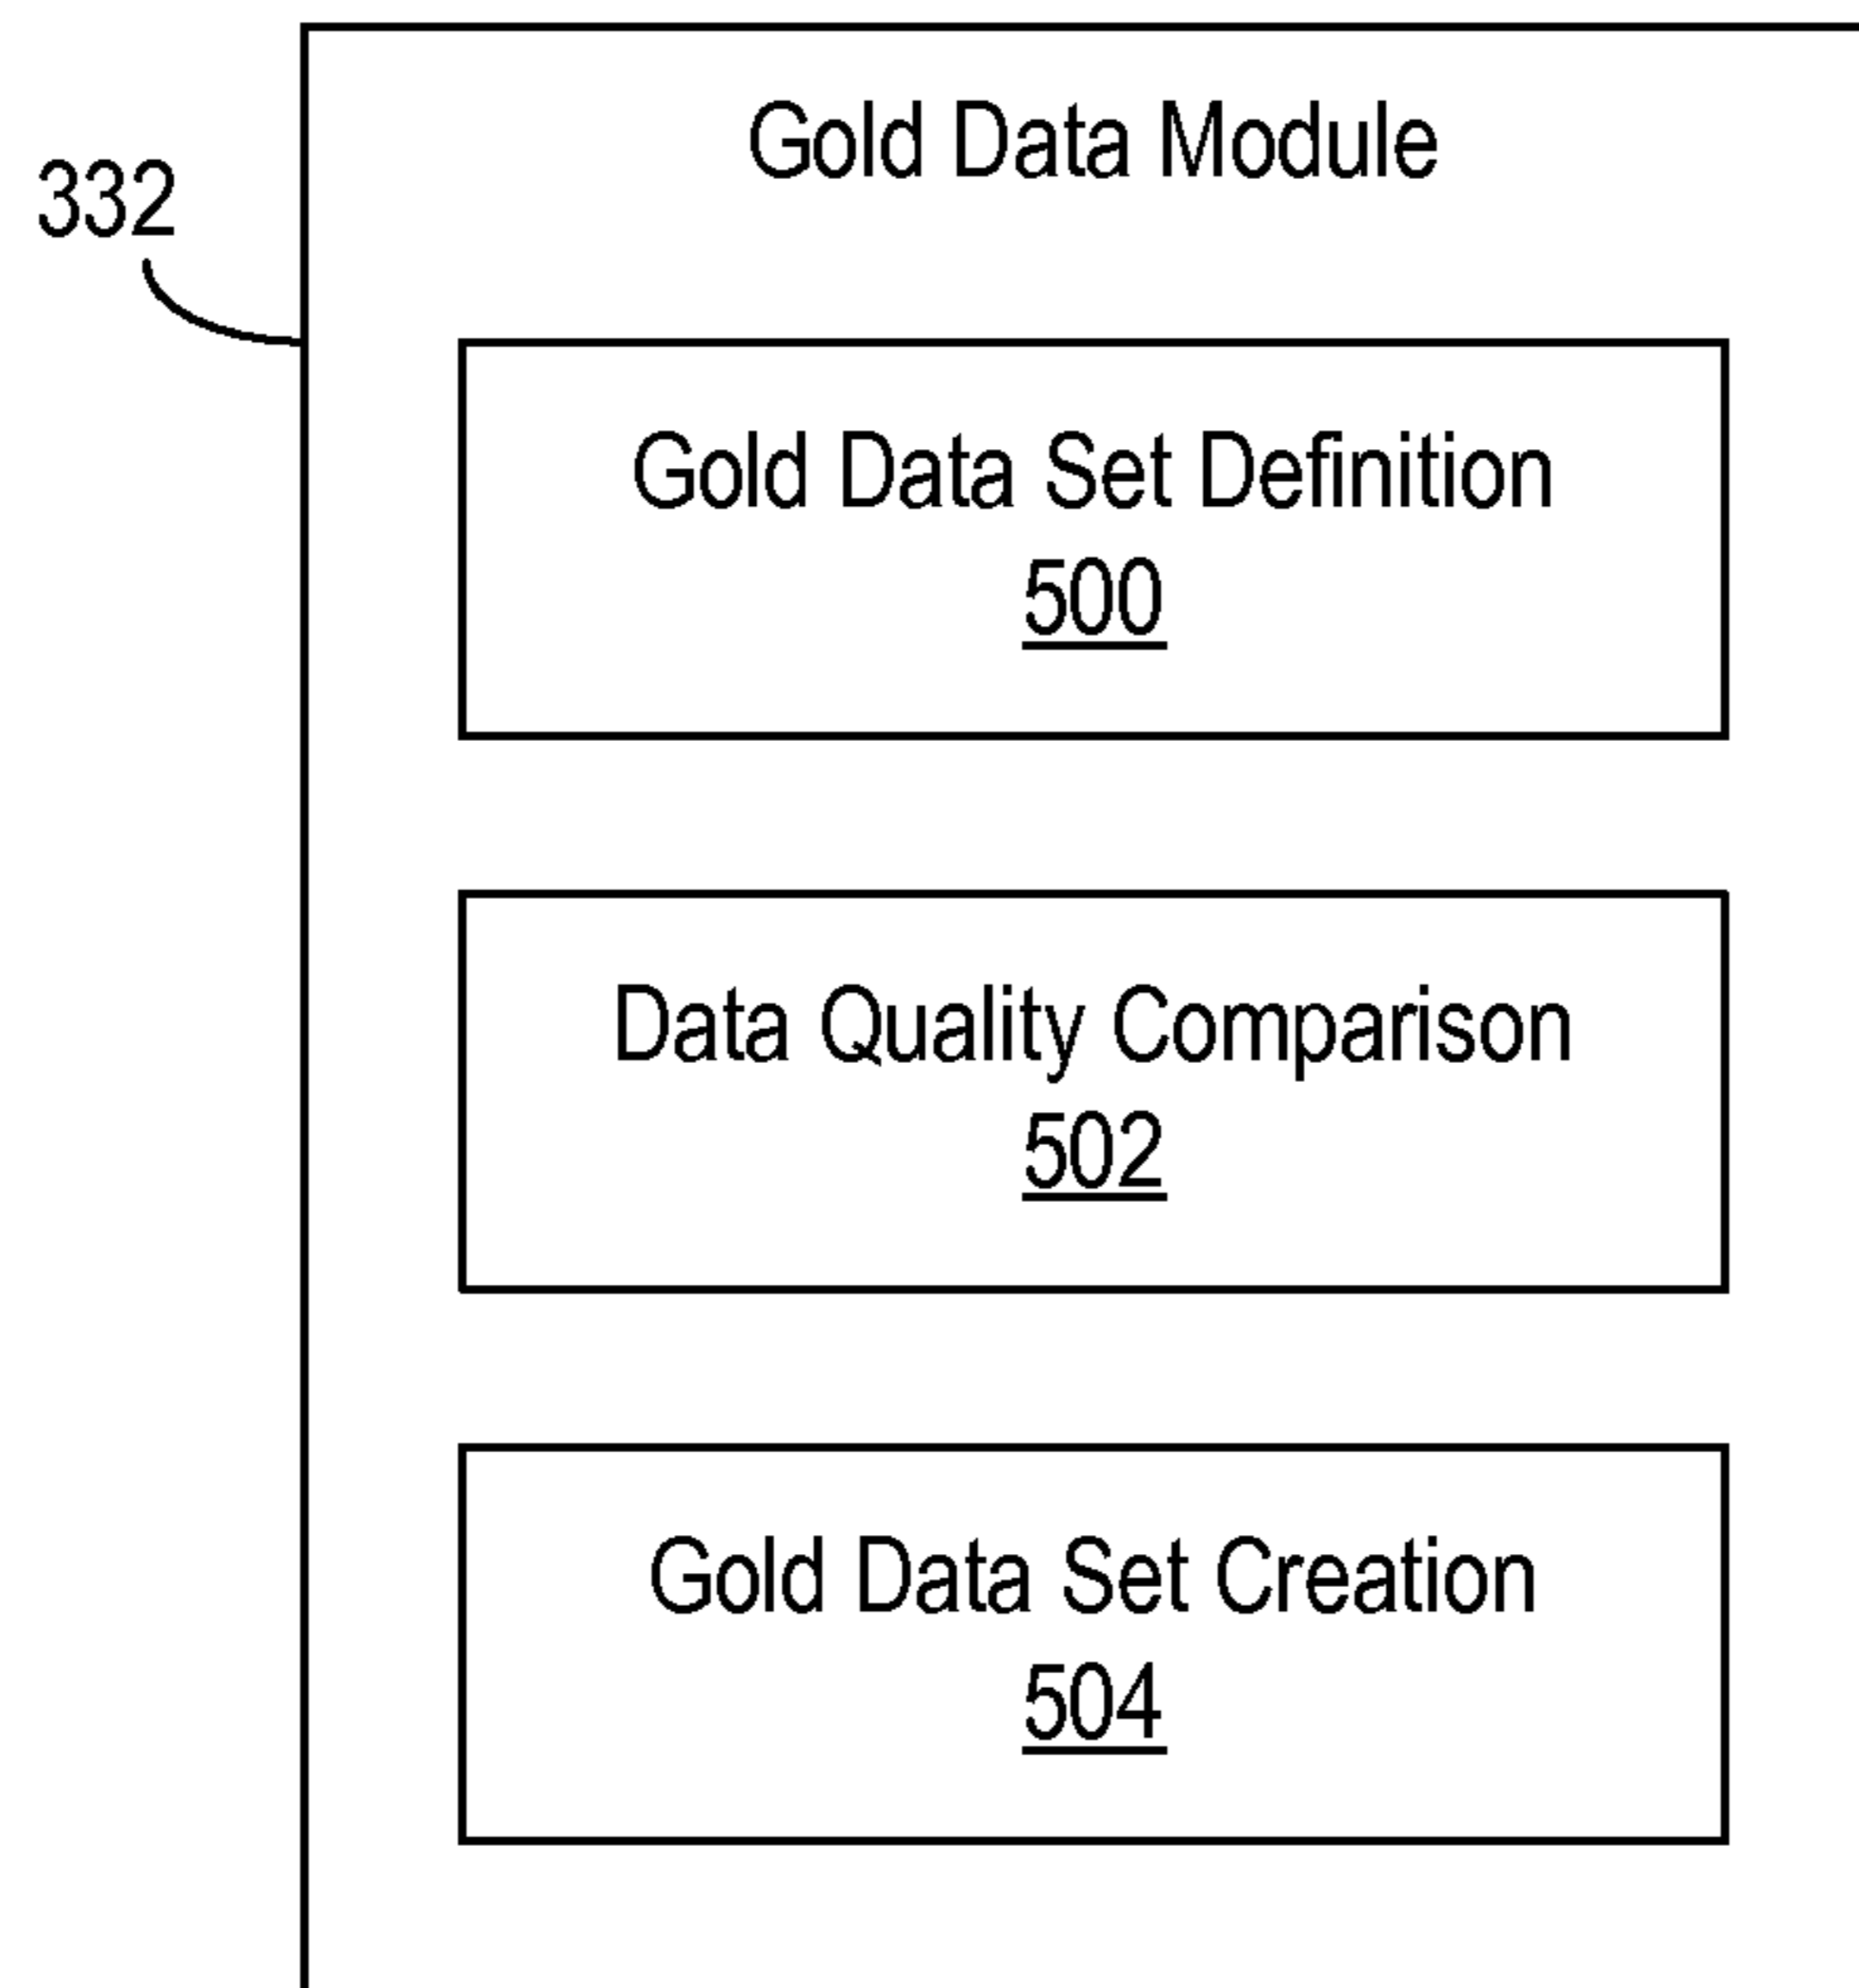 Gold Data Module
332
Gold Data Set Definition
500
Data Quality Comparison
502
Gold Data Set Creation
504